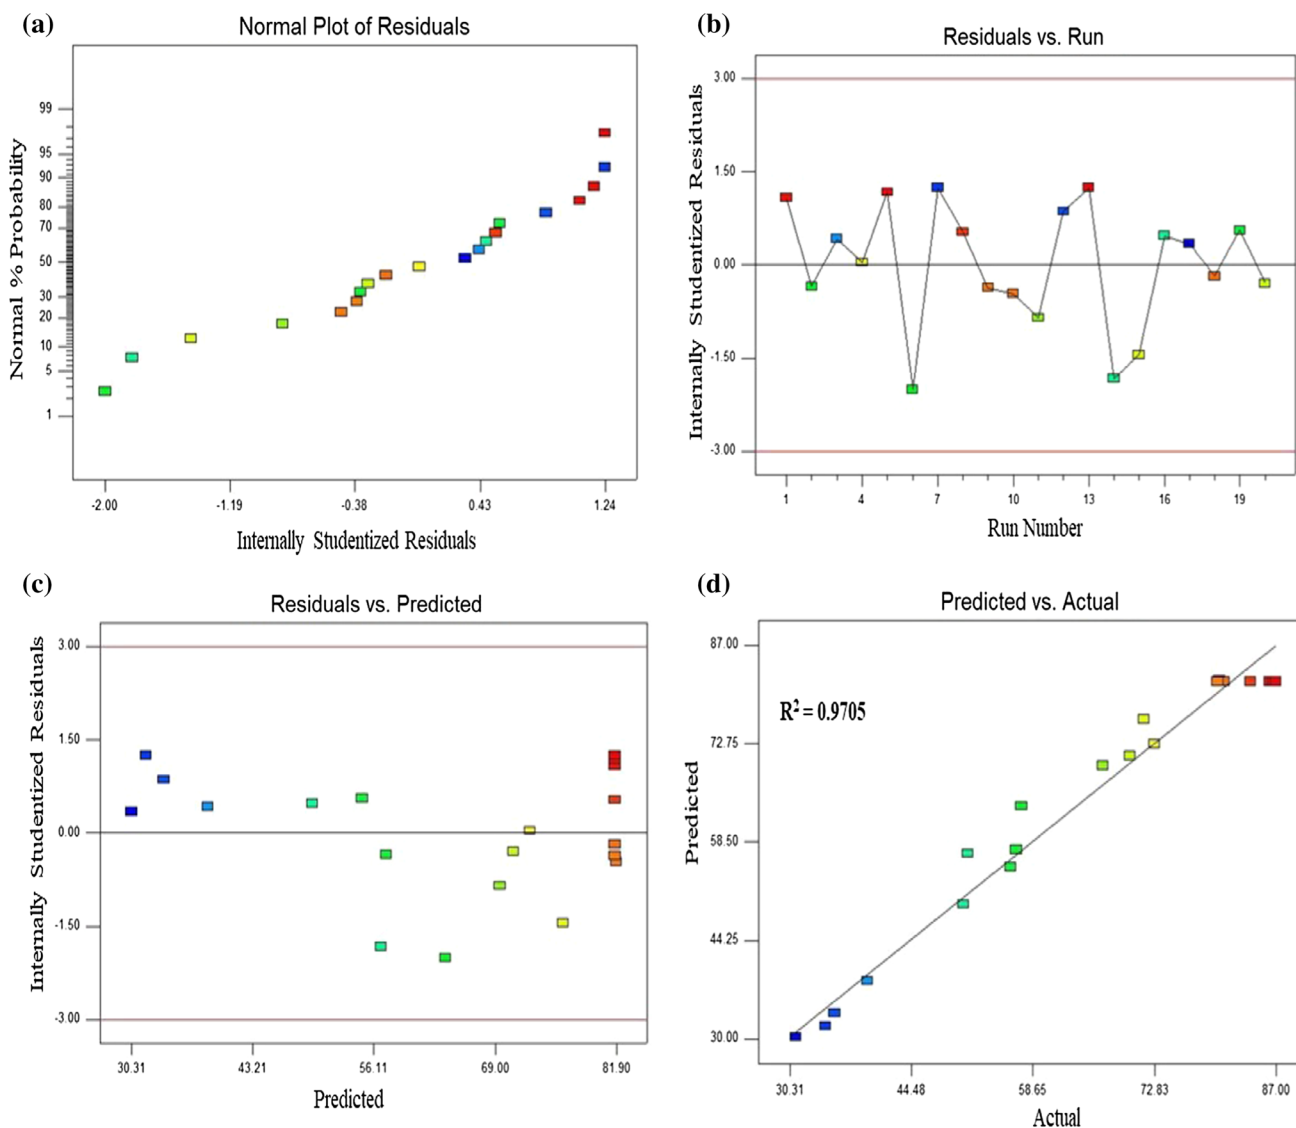 (a)
Normal Plot of Residuals
Normal % Probability
99
95
90
80
70
50
30
20
10
5
1
-2.00 -1.19 -0.38 0.43 1.24
Internally Studentized Residuals
(b)
Residuals vs. Run
Internally Studentized Residuals
3.00
1.50
0.00
-1.50
-3.00
1 4 7 10 13 16 19
Run Number
(c)
Residuals vs. Predicted
Internally Studentized Residuals
3.00
1.50
0.00
-1.50
-3.00
30.31 43.21 56.11 69.00 81.90
Predicted
(d)
Predicted vs. Actual
R² = 0.9705
Predicted
87.00
72.75
58.50
44.25
30.00
30.31 44.48 58.65 72.83 87.00
Actual